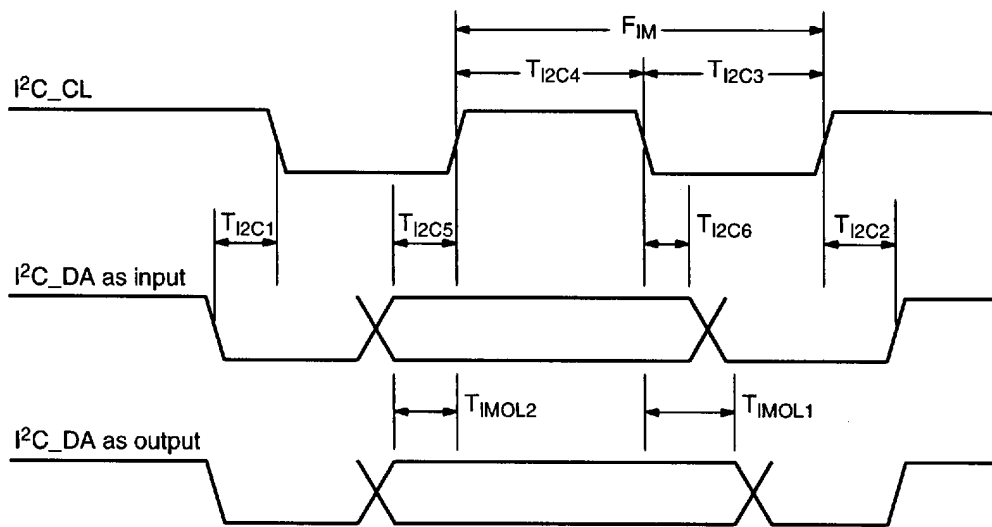 F_IM
T_I2C4 T_I2C3
I²C_CL
T_I2C1 T_I2C5 T_I2C6 T_I2C2
I²C_DA as input
T_IMOL2 T_IMOL1
I²C_DA as output